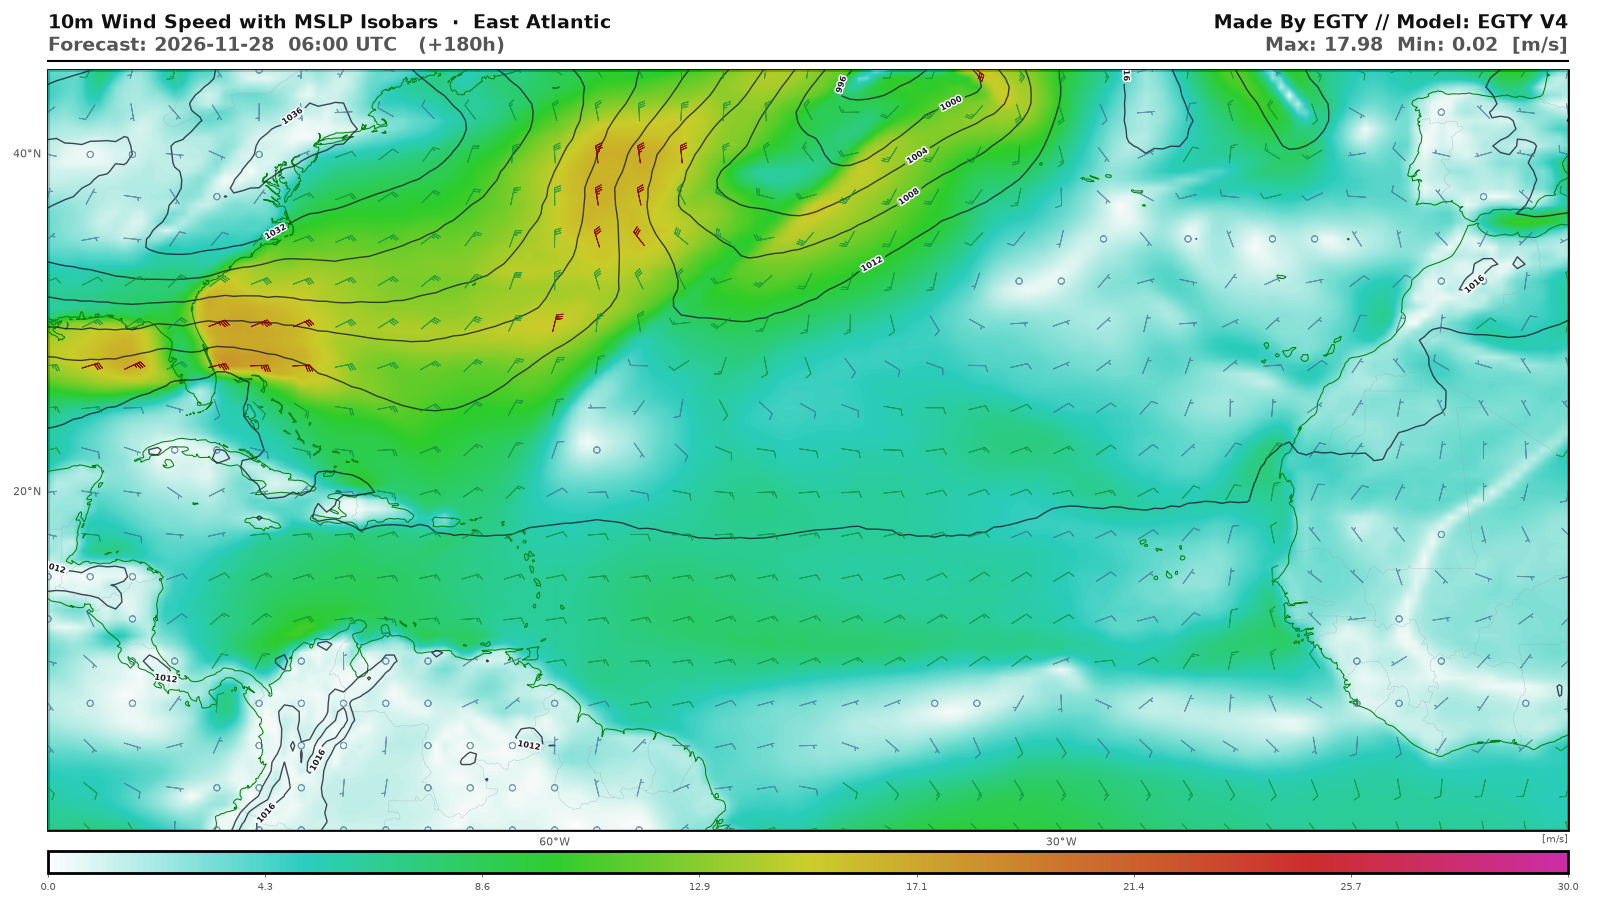 10m Wind Speed with MSLP Isobars · East Atlantic
Made By EGTY // Model: EGTY V4
Forecast: 2026-11-28 06:00 UTC (+180h)
Max: 17.98 Min: 0.02 [m/s]
996
16
1000
1036
40°N
1004
1008
1032
1012
1016
20°N
012
1012
1012
1016
1016
60°W
30°W
[m/s]
0.0
4.3
8.6
12.9
17.1
21.4
25.7
30.0